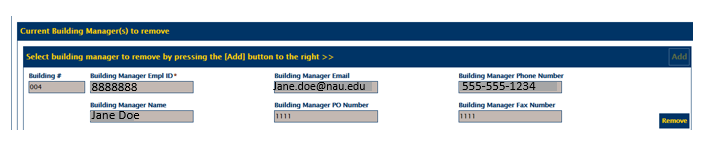 Current Building Manager(s) to remove
Select building manager to remove by pressing the [Add] button to the right >> Add
Building # Building Manager Empl ID* Building Manager Email Building Manager Phone Number
004 8888888 Jane.doe@nau.edu 555-555-1234
Building Manager Name Building Manager PO Number Building Manager Fax Number
Jane Doe 1111 1111
Remove